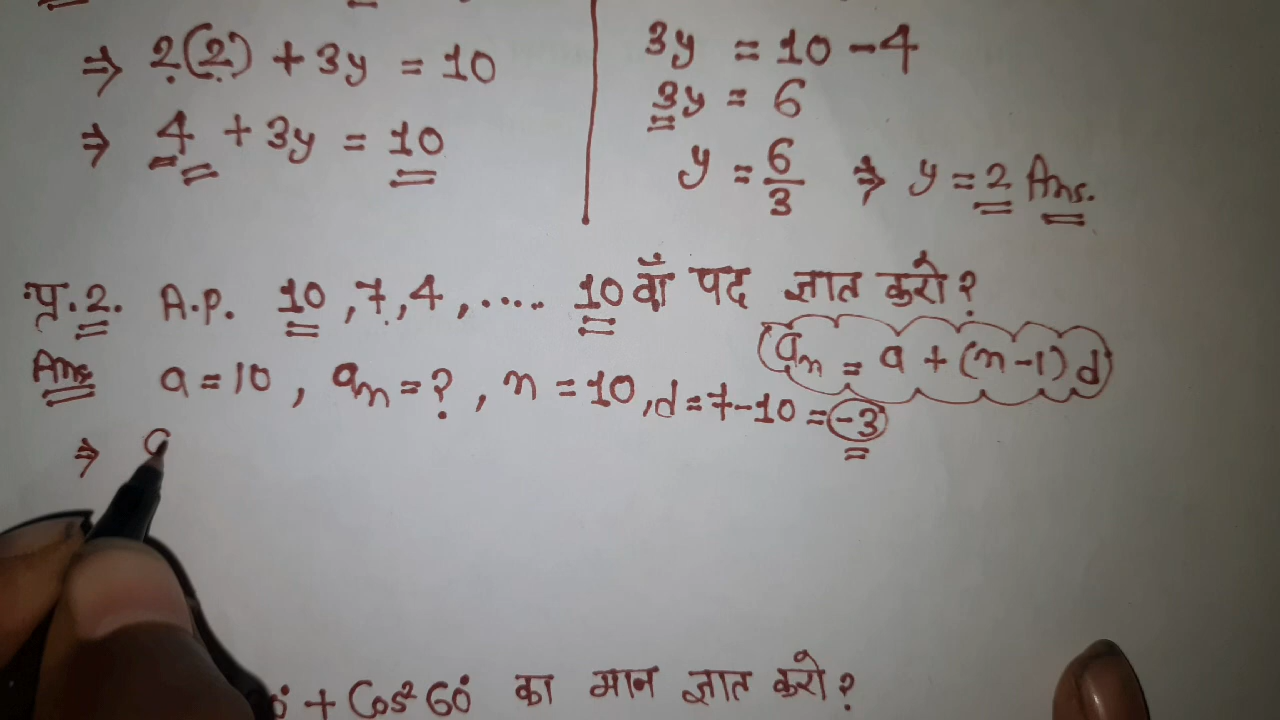 ⇒ 2(2) + 3y = 10
⇒ 4 + 3y = 10
3y = 10 - 4
3y = 6
y = 6/3 ⇒ y = 2 Ans.
प्र.2. A.P. 10, 7, 4, ..... 10 वाँ पद ज्ञात करो?
(an = a + (n-1) d)
Ans a = 10, an = ?, n = 10, d = 7-10 = -3
⇒ a
+ Cos² 60° का मान ज्ञात करो?